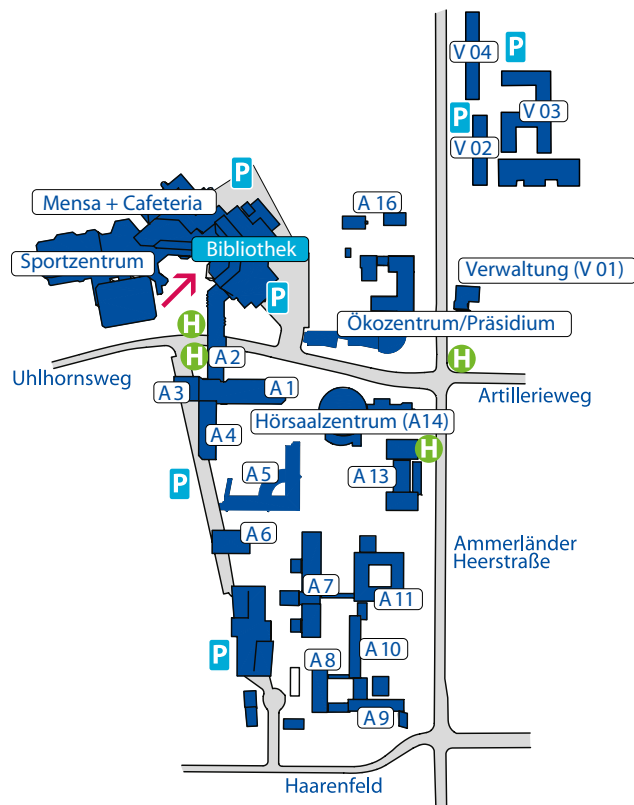 V 04
P
P
V 03
V 02
P
Mensa + Cafeteria
A 16
Bibliothek
Sportzentrum
Verwaltung (V 01)
P
Ökozentrum/Präsidium
H
H
A 2
H
Uhlhornsweg
A 3
A 1
Artillerieweg
Hörsaalzentrum (A14)
A 4
H
A 5
A 13
P
A 6
Ammerländer
Heerstraße
A 7
A 11
A 10
P
A 8
A 9
Haarenfeld